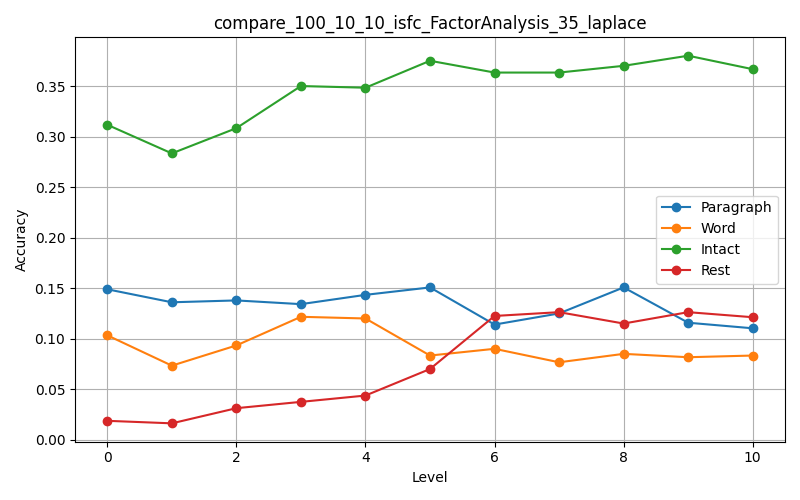 compare_100_10_10_isfc_FactorAnalysis_35_laplace
Accuracy
0.35
0.30
0.25
0.20
0.15
0.10
0.05
0.00
Paragraph
Word
Intact
Rest
0 2 4 6 8 10
Level